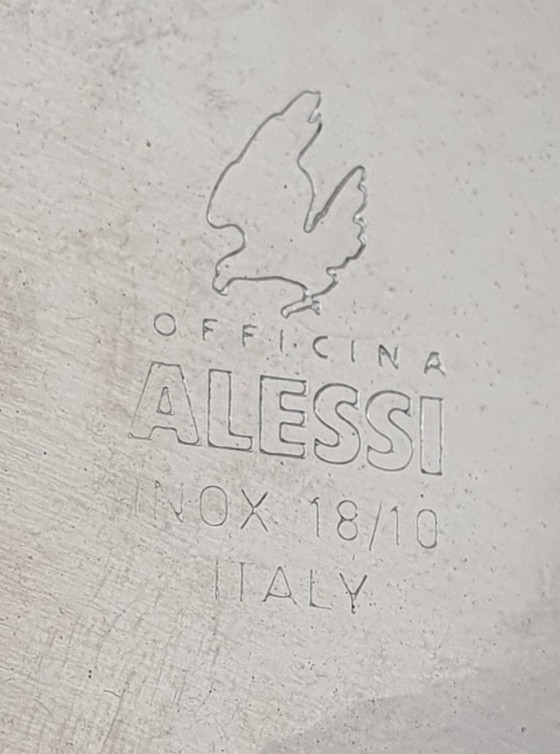 OFFICINA
ALESSI
INOX 18/10
ITALY